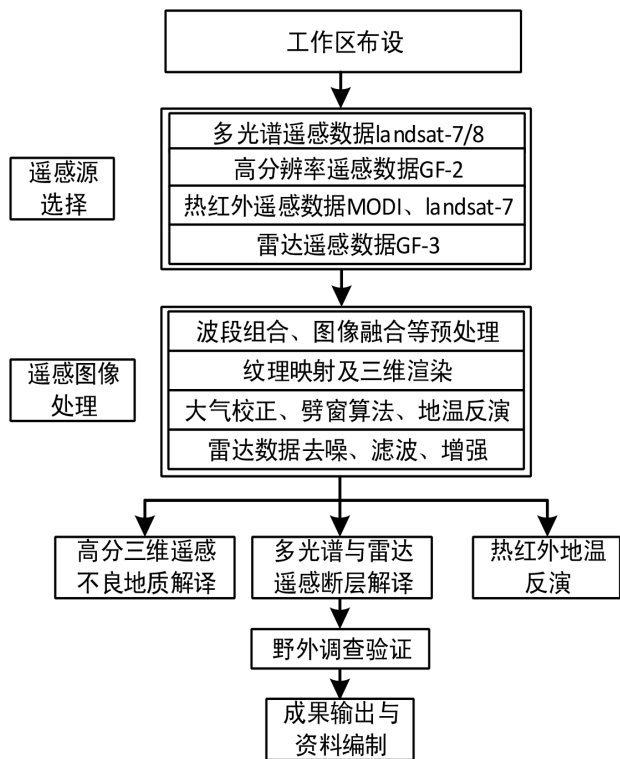 工作区布设
遥感源
选择
多光谱遥感数据landsat-7/8
高分辨率遥感数据GF-2
热红外遥感数据MODI、landsat-7
雷达遥感数据GF-3
遥感图像
处理
波段组合、图像融合等预处理
纹理映射及三维渲染
大气校正、劈窗算法、地温反演
雷达数据去噪、滤波、增强
高分三维遥感
不良地质解译
多光谱与雷达
遥感断层解译
热红外地温
反演
野外调查验证
成果输出与
资料编制